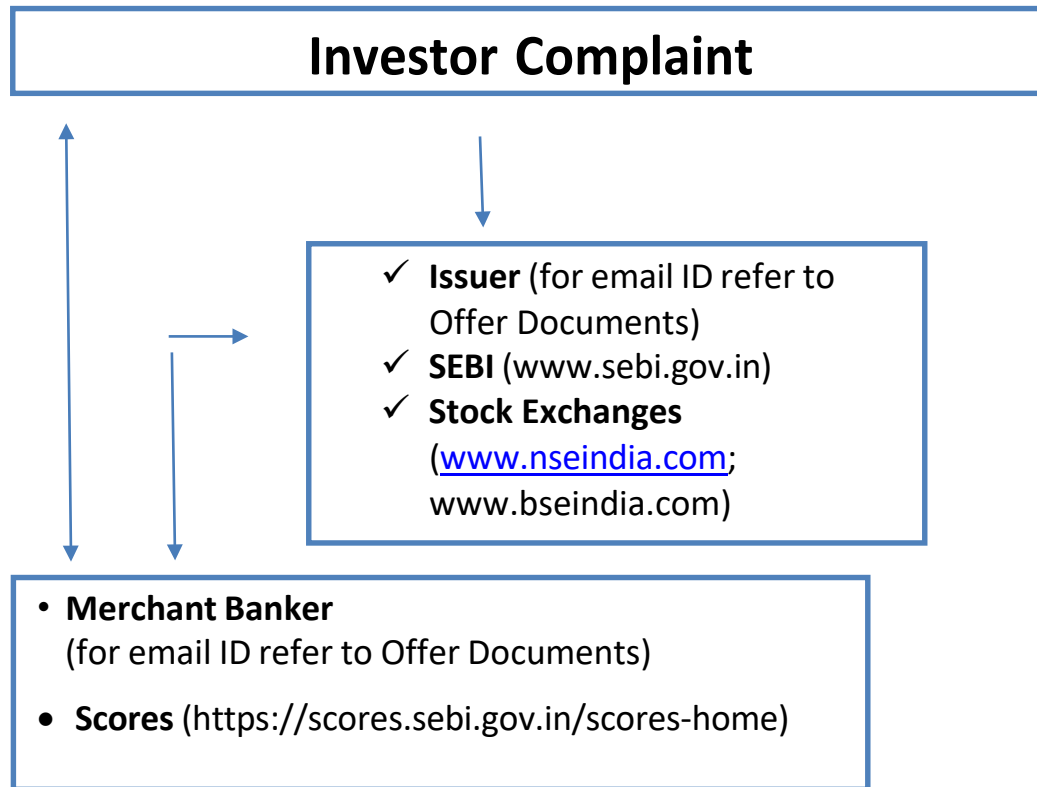 Investor Complaint
✓ Issuer (for email ID refer to
Offer Documents)
✓ SEBI (www.sebi.gov.in)
✓ Stock Exchanges
(www.nseindia.com;
www.bseindia.com)
• Merchant Banker
(for email ID refer to Offer Documents)
• Scores (https://scores.sebi.gov.in/scores-home)